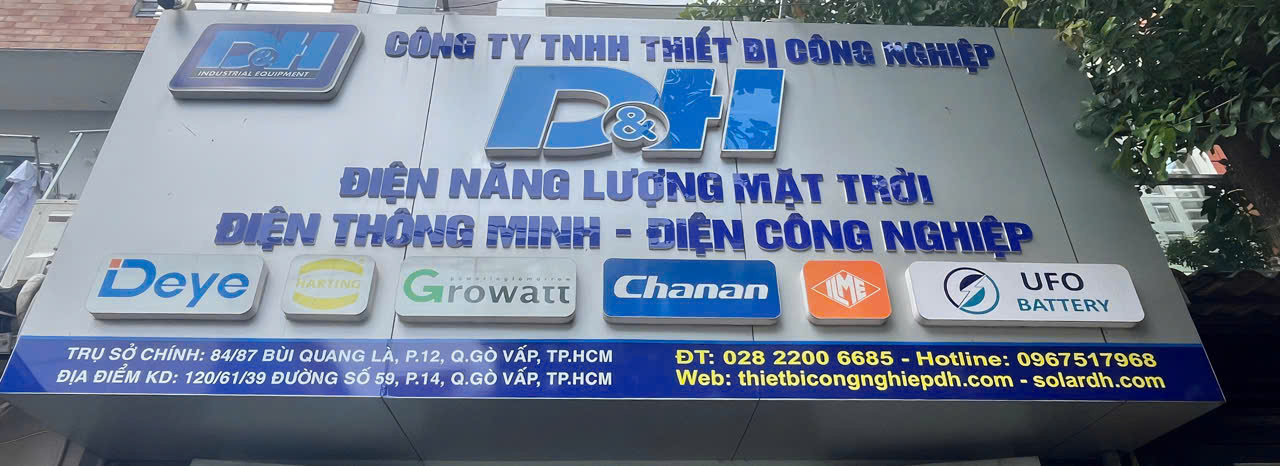 D&H
INDUSTRIAL EQUIPMENT
CÔNG TY TNHH THIẾT BỊ CÔNG NGHIỆP
D&H
ĐIỆN NĂNG LƯỢNG MẶT TRỜI
ĐIỆN THÔNG MINH - ĐIỆN CÔNG NGHIỆP
Deye
HARTING
poweringtomorrow
Growatt
Chanan
ILME
UFO
BATTERY
TRỤ SỞ CHÍNH: 84/87 BÙI QUANG LÀ, P.12, Q.GÒ VẤP, TP.HCM
ĐỊA ĐIỂM KD: 120/61/39 ĐƯỜNG SỐ 59, P.14, Q.GÒ VẤP, TP.HCM
ĐT: 028 2200 6685 - Hotline: 0967517968
Web: thietbicongnghiepdh.com - solardh.com